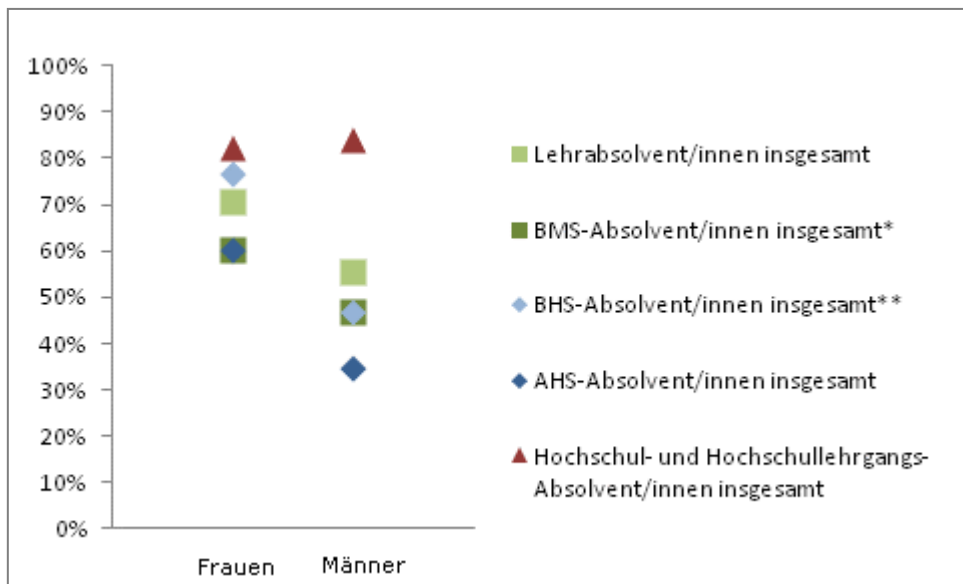 100%
90%
80%
70%
60%
50%
40%
30%
20%
10%
0%
Frauen Männer
Lehrabsolvent/innen insgesamt
BMS-Absolvent/innen insgesamt*
BHS-Absolvent/innen insgesamt**
AHS-Absolvent/innen insgesamt
Hochschul- und Hochschullehrgangs-
Absolvent/innen insgesamt